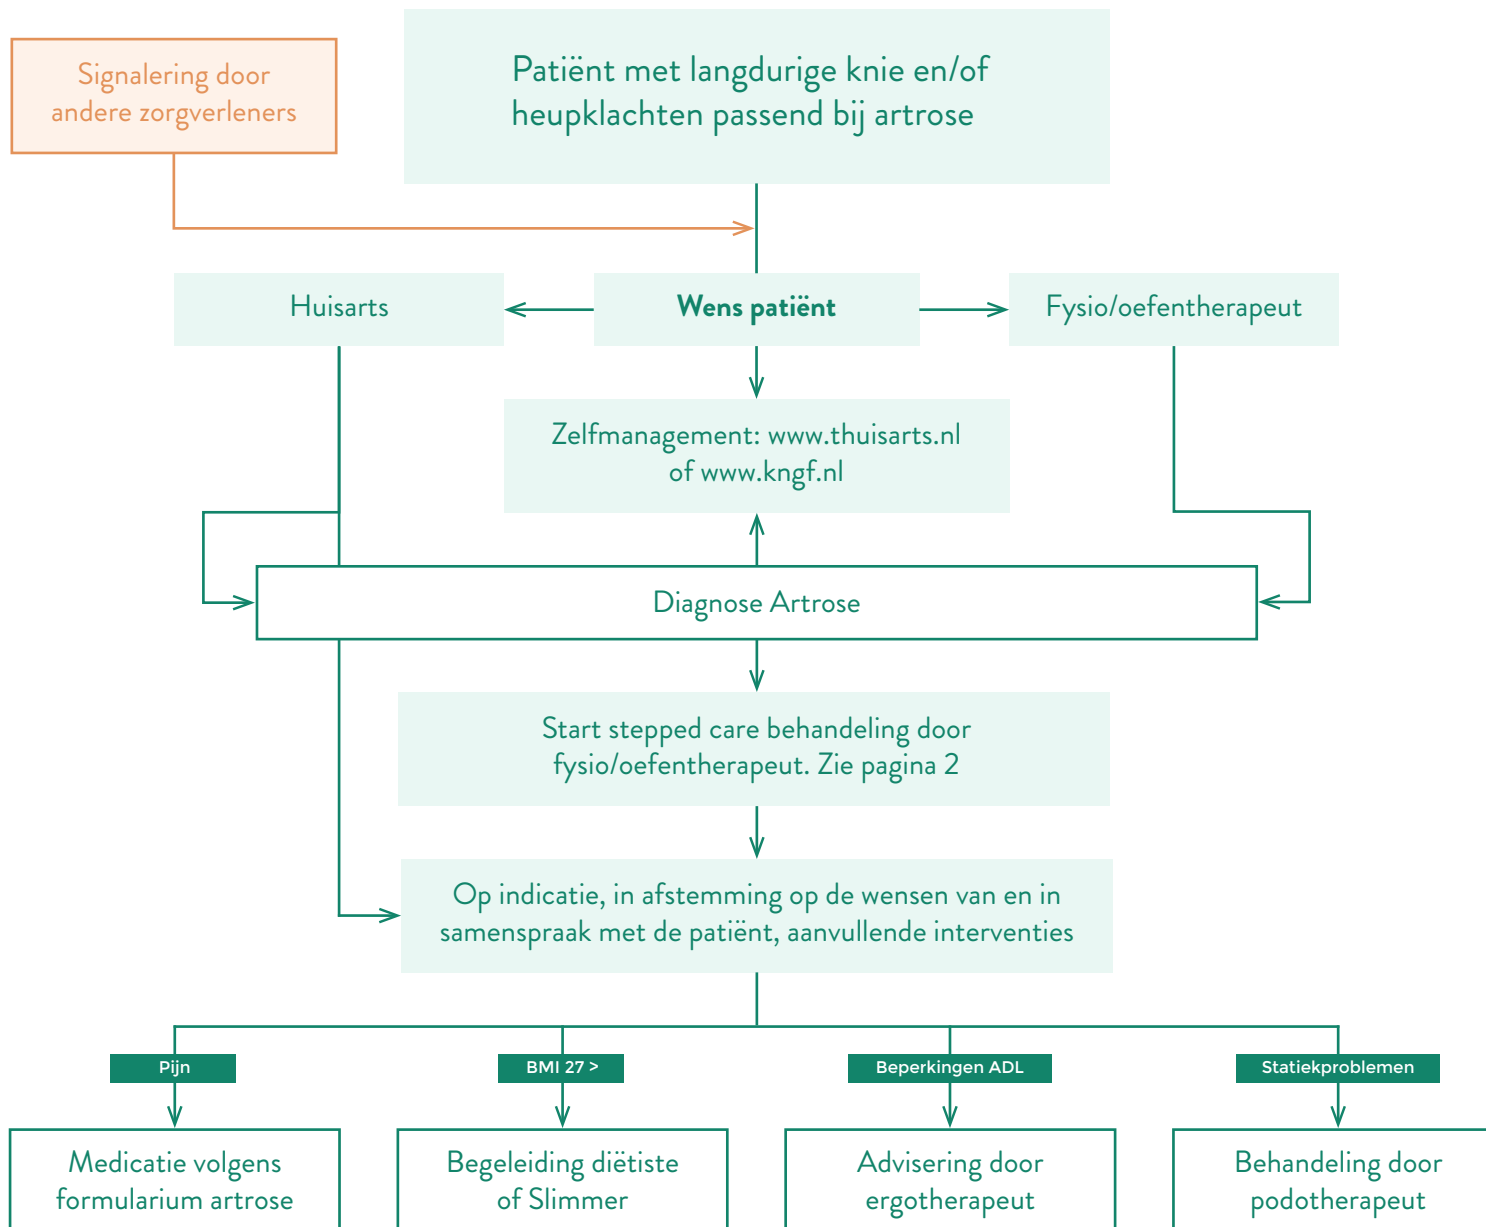 Signalering door
andere zorgverleners
Patiënt met langdurige knie en/of
heupklachten passend bij artrose
Huisarts
Wens patiënt
Fysio/oefentherapeut
Zelfmanagement: www.thuisarts.nl
of www.kngf.nl
Diagnose Artrose
Start stepped care behandeling door
fysio/oefentherapeut. Zie pagina 2
Op indicatie, in afstemming op de wensen van en in
samenspraak met de patiënt, aanvullende interventies
Pijn
BMI 27 >
Beperkingen ADL
Statiekproblemen
Medicatie volgens
formularium artrose
Begeleiding diëtiste
of Slimmer
Advisering door
ergotherapeut
Behandeling door
podotherapeut